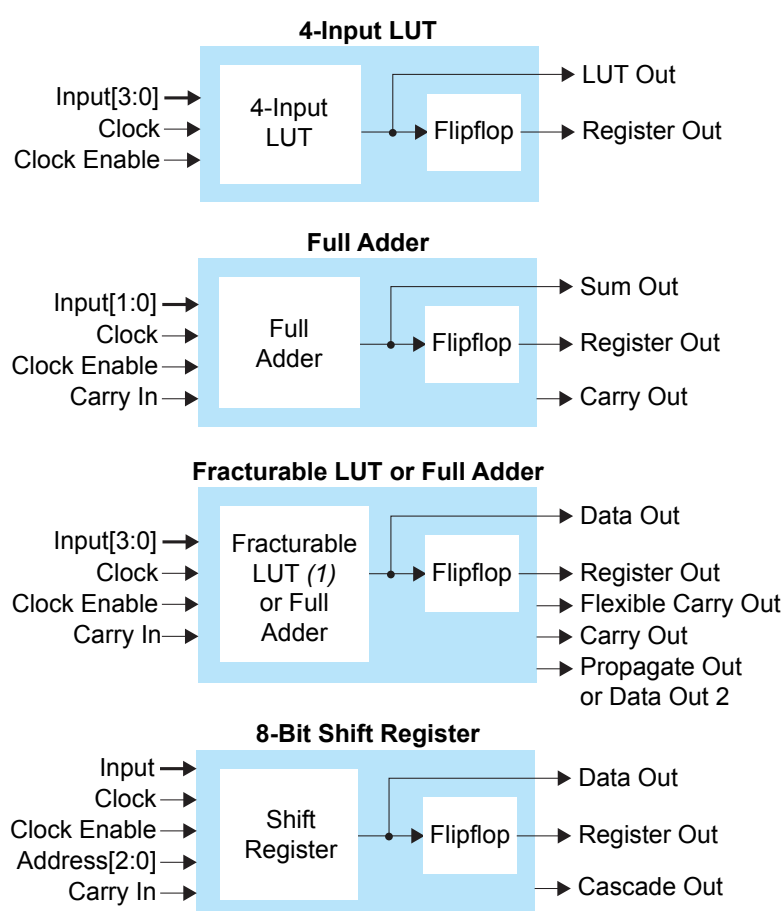 4-Input LUT
Input[3:0]
Clock
Clock Enable
4-Input
LUT
Flipflop
LUT Out
Register Out
Full Adder
Input[1:0]
Clock
Clock Enable
Carry In
Full
Adder
Flipflop
Sum Out
Register Out
Carry Out
Fracturable LUT or Full Adder
Input[3:0]
Clock
Clock Enable
Carry In
Fracturable
LUT (1)
or Full
Adder
Flipflop
Data Out
Register Out
Flexible Carry Out
Carry Out
Propagate Out
or Data Out 2
8-Bit Shift Register
Input
Clock
Clock Enable
Address[2:0]
Carry In
Shift
Register
Flipflop
Data Out
Register Out
Cascade Out